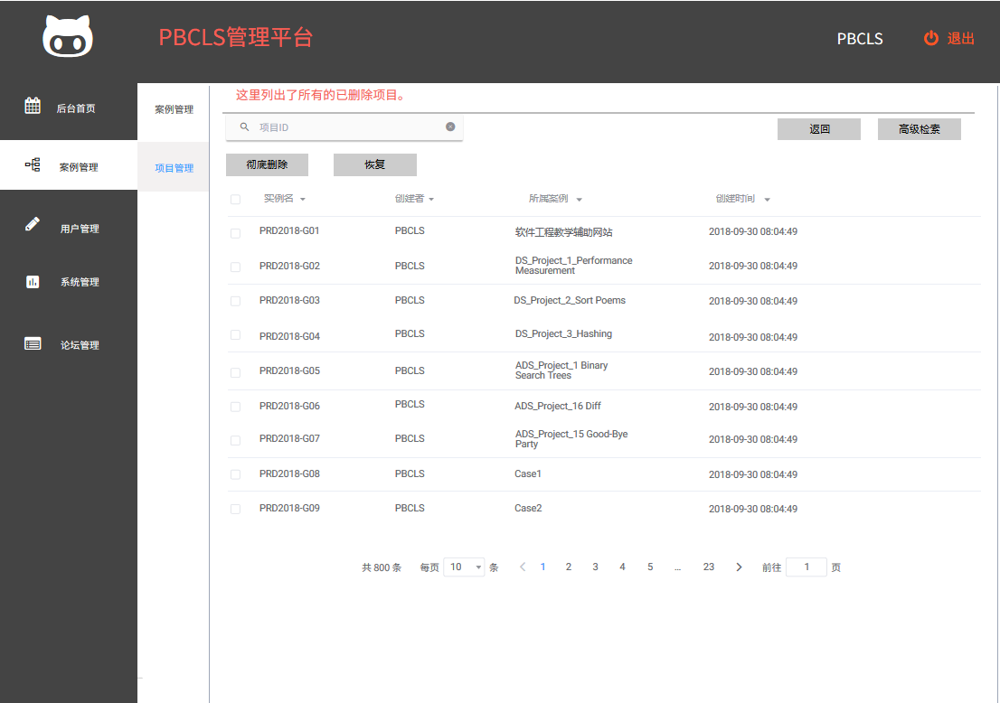 PBCLS管理平台
PBCLS
退出
后台首页
案例管理
用户管理
系统管理
论坛管理
案例管理
项目管理
这里列出了所有的已删除项目。
项目ID
返回
高级检索
彻底删除
恢复
实例名 创建者 所属案例 创建时间
PRD2018-G01 PBCLS 软件工程教学辅助网站 2018-09-30 08:04:49
PRD2018-G02 PBCLS DS_Project_1_Performance 2018-09-30 08:04:49
Measurement
PRD2018-G03 PBCLS DS_Project_2_Sort Poems 2018-09-30 08:04:49
PRD2018-G04 PBCLS DS_Project_3_Hashing 2018-09-30 08:04:49
PRD2018-G05 PBCLS ADS_Project_1 Binary 2018-09-30 08:04:49
Search Trees
PRD2018-G06 PBCLS ADS_Project_16 Diff 2018-09-30 08:04:49
PRD2018-G07 PBCLS ADS_Project_15 Good-Bye 2018-09-30 08:04:49
Party
PRD2018-G08 PBCLS Case1 2018-09-30 08:04:49
PRD2018-G09 PBCLS Case2 2018-09-30 08:04:49
共 800 条 每页 10 条 1 2 3 4 5 ... 23 前往 1 页